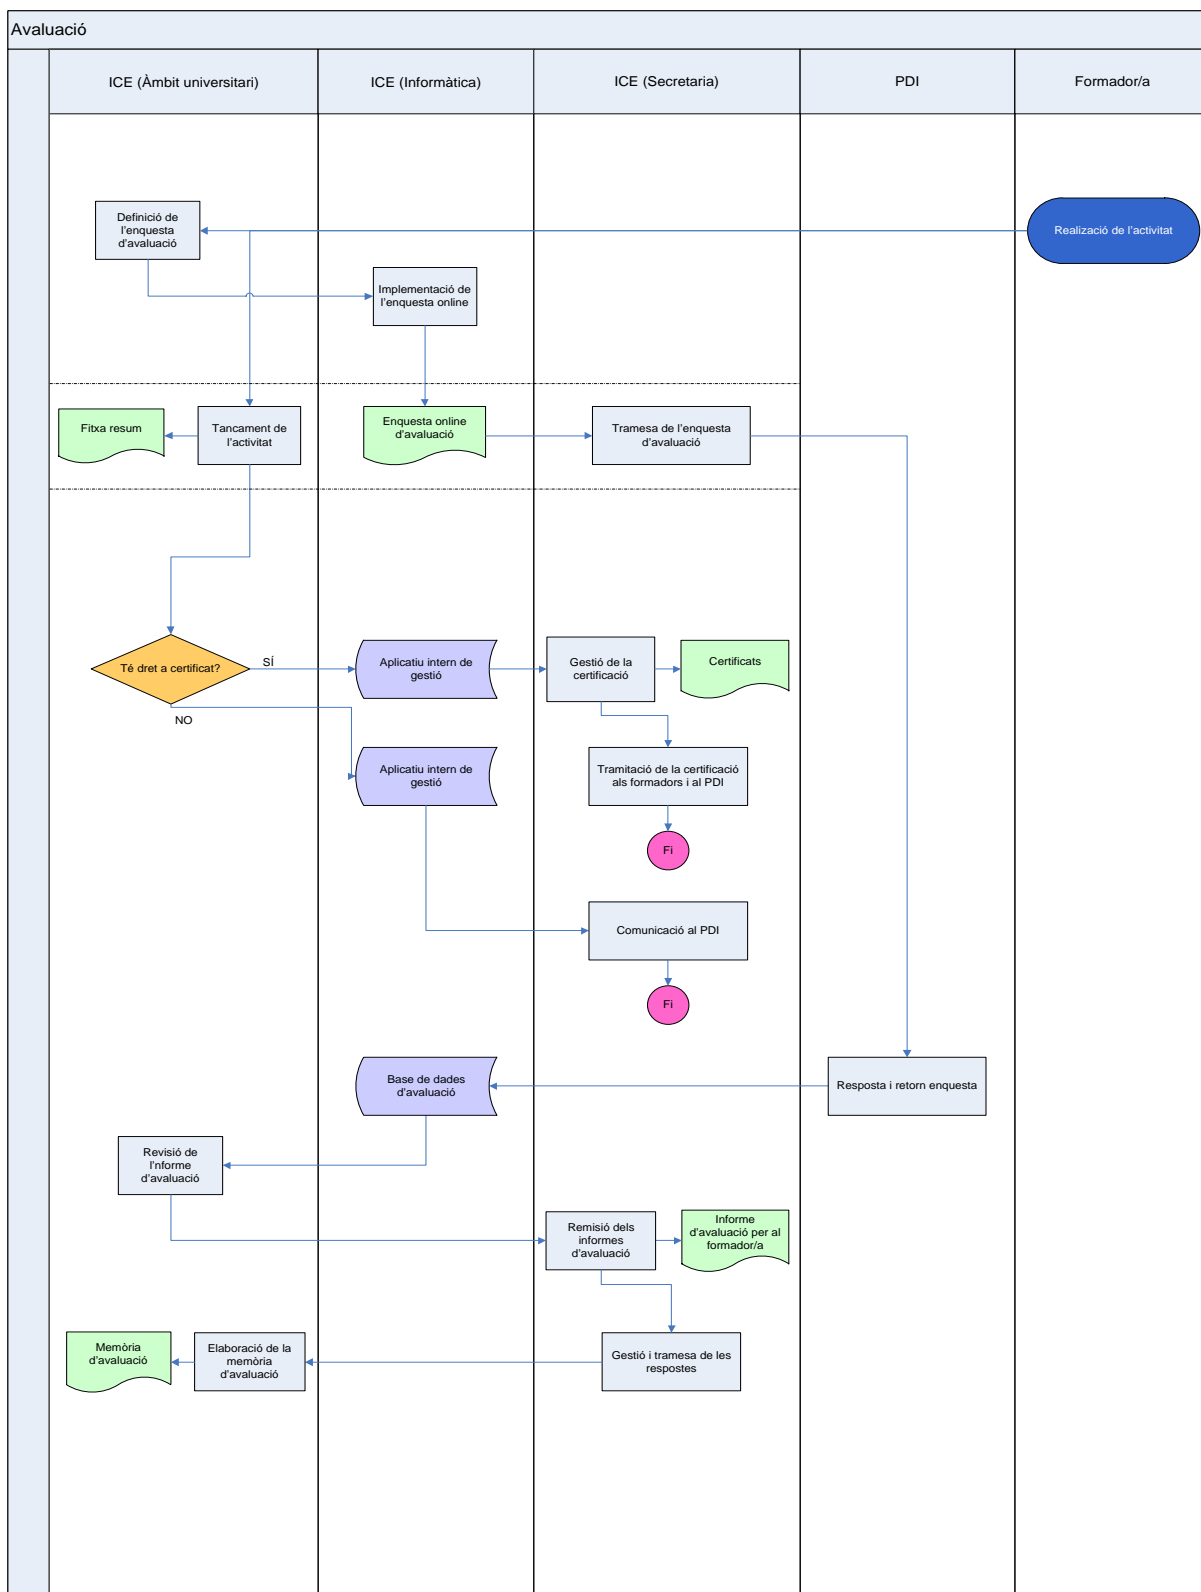 Avaluació
ICE (Àmbit universitari)
ICE (Informàtica)
ICE (Secretaria)
PDI
Formador/a
Definició de
l'enquesta
d'avaluació
Realizació de l'activitat
Implementació de
l'enquesta online
Fitxa resum
Tancament de
l'activitat
Enquesta online
d'avaluació
Tramesa de l'enquesta
d'avaluació
Té dret a certificat?
SÍ
Aplicatiu intern de
gestió
Gestió de la
certificació
Certificats
NO
Aplicatiu intern de
gestió
Tramitació de la certificació
als formadors i al PDI
Fi
Comunicació al PDI
Fi
Base de dades
d'avaluació
Resposta i retorn enquesta
Revisió de
l'nforme
d'avaluació
Remisió dels
informes
d'avaluació
Informe
d'avaluació per al
formador/a
Memòria
d'avaluació
Elaboració de la
memòria
d'avaluació
Gestió i tramesa de les
respostes